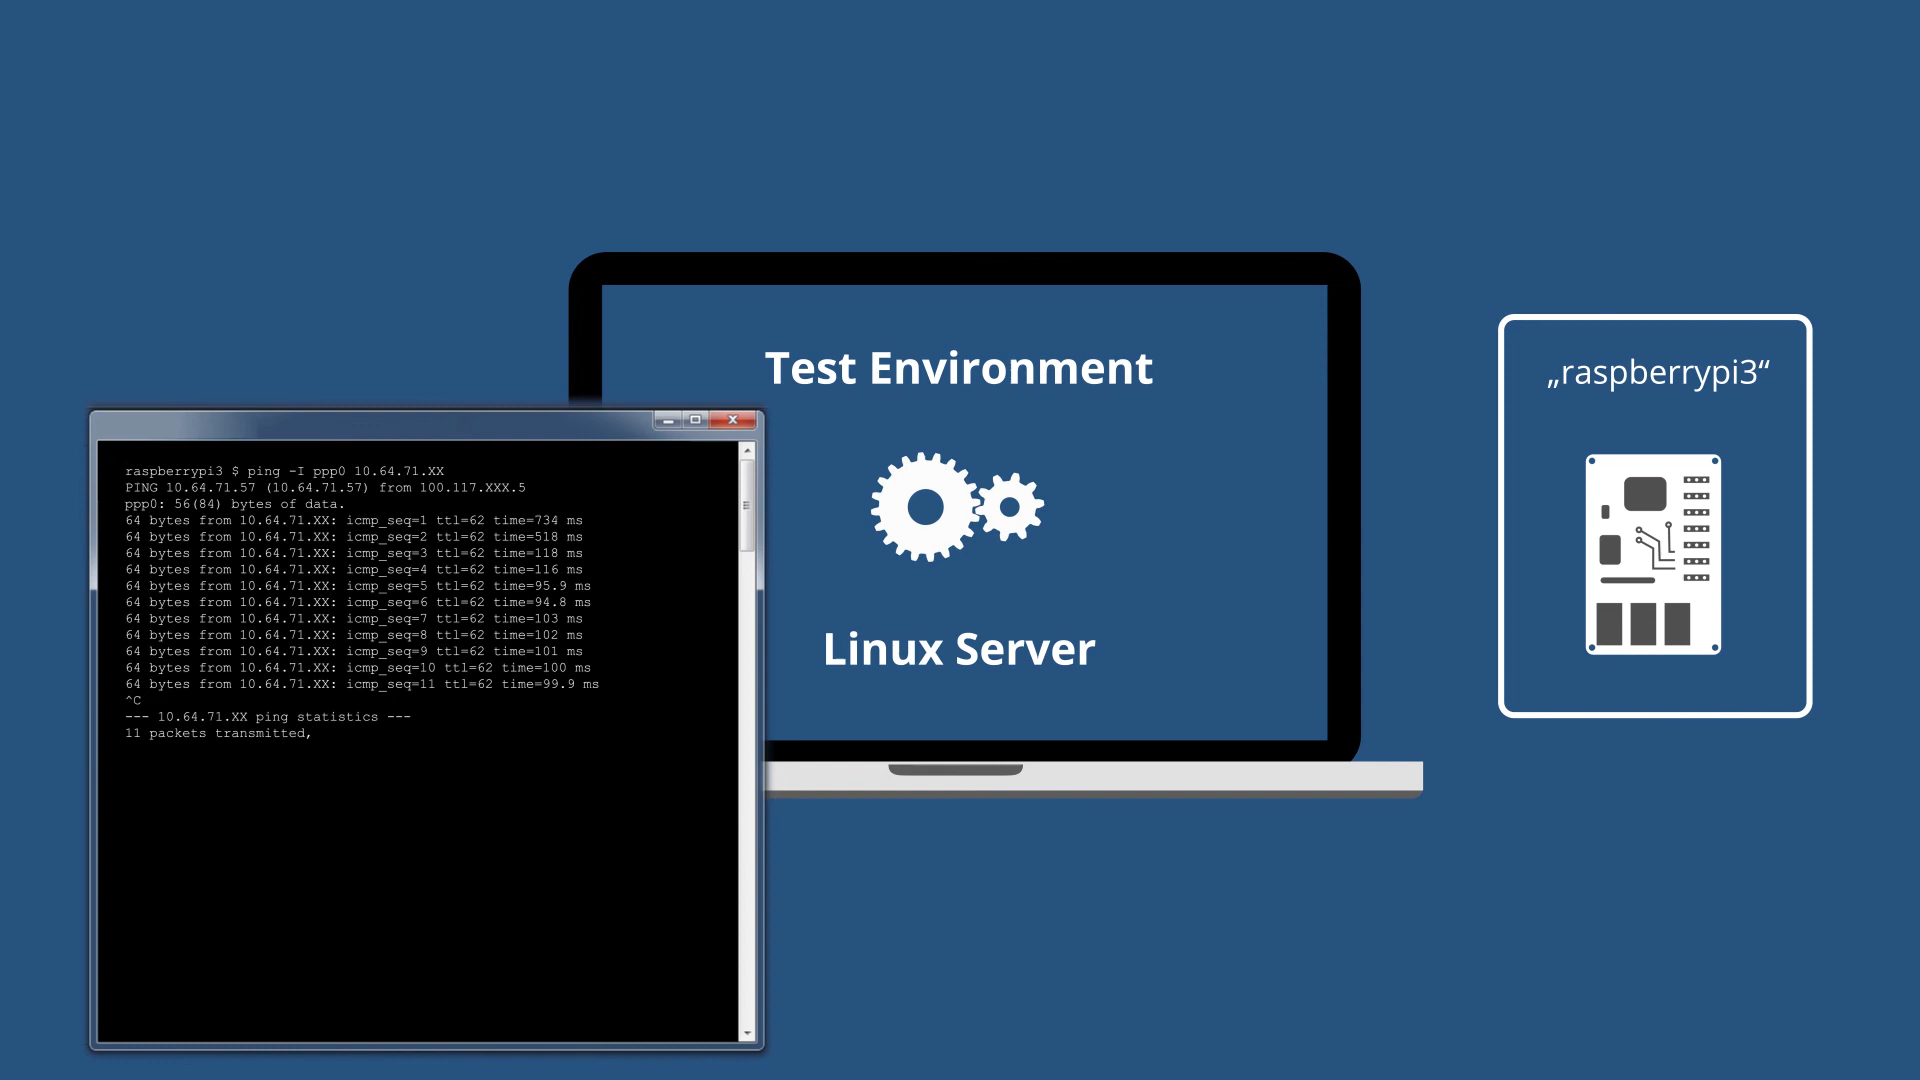 Test Environment
Linux Server
„raspberrypi3“
raspberrypi3 $ ping -I ppp0 10.64.71.XX
PING 10.64.71.57 (10.64.71.57) from 100.117.XXX.5
ppp0: 56(84) bytes of data.
64 bytes from 10.64.71.XX: icmp_seq=1 ttl=62 time=734 ms
64 bytes from 10.64.71.XX: icmp_seq=2 ttl=62 time=518 ms
64 bytes from 10.64.71.XX: icmp_seq=3 ttl=62 time=118 ms
64 bytes from 10.64.71.XX: icmp_seq=4 ttl=62 time=116 ms
64 bytes from 10.64.71.XX: icmp_seq=5 ttl=62 time=95.9 ms
64 bytes from 10.64.71.XX: icmp_seq=6 ttl=62 time=94.8 ms
64 bytes from 10.64.71.XX: icmp_seq=7 ttl=62 time=103 ms
64 bytes from 10.64.71.XX: icmp_seq=8 ttl=62 time=102 ms
64 bytes from 10.64.71.XX: icmp_seq=9 ttl=62 time=101 ms
64 bytes from 10.64.71.XX: icmp_seq=10 ttl=62 time=100 ms
64 bytes from 10.64.71.XX: icmp_seq=11 ttl=62 time=99.9 ms
^C
--- 10.64.71.XX ping statistics ---
11 packets transmitted,